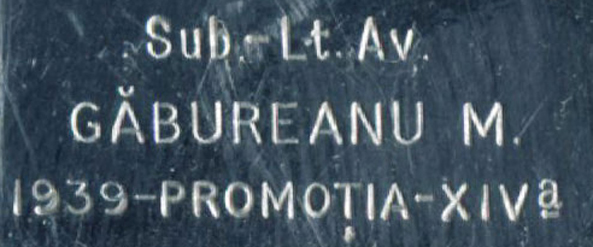 Sub.-Lt. Av.
GĂBUREANU M.
1939-PROMOȚIA-XIVª